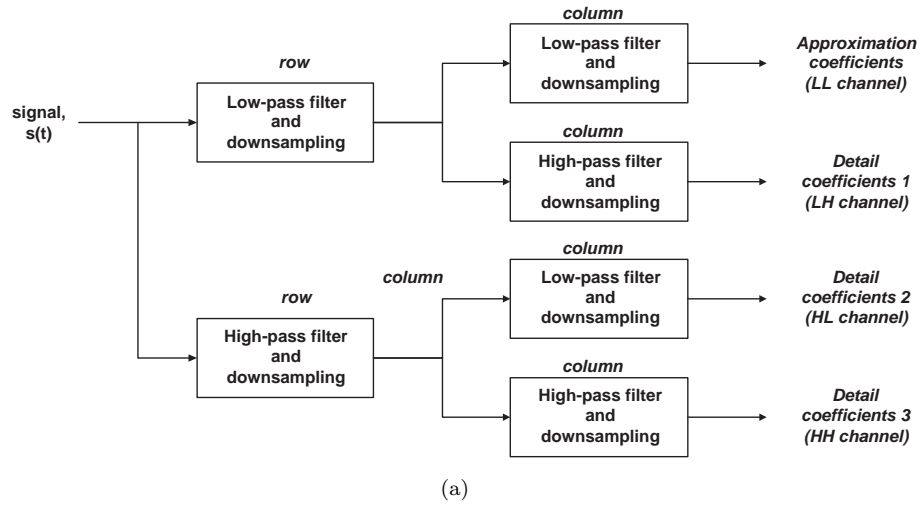 column
Low-pass filter
and
downsampling
Approximation
coefficients
(LL channel)
row
Low-pass filter
and
downsampling
signal,
s(t)
column
High-pass filter
and
downsampling
Detail
coefficients 1
(LH channel)
column
Low-pass filter
and
downsampling
Detail
coefficients 2
(HL channel)
column
row
High-pass filter
and
downsampling
column
High-pass filter
and
downsampling
Detail
coefficients 3
(HH channel)
(a)